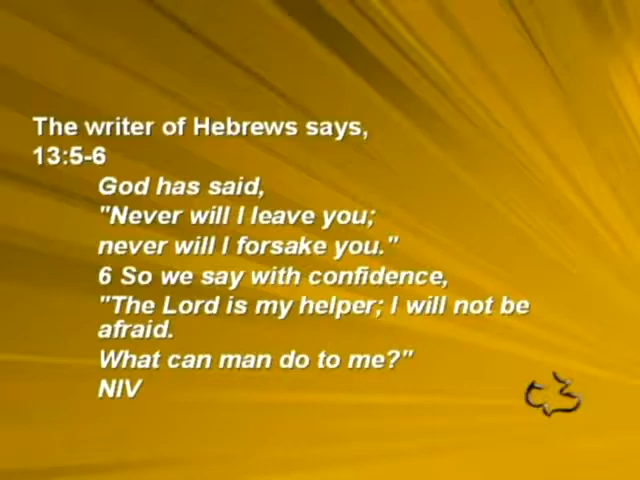 The writer of Hebrews says,
13:5-6
God has said,
"Never will I leave you;
never will I forsake you."
6 So we say with confidence,
"The Lord is my helper; I will not be
afraid.
What can man do to me?"
NIV